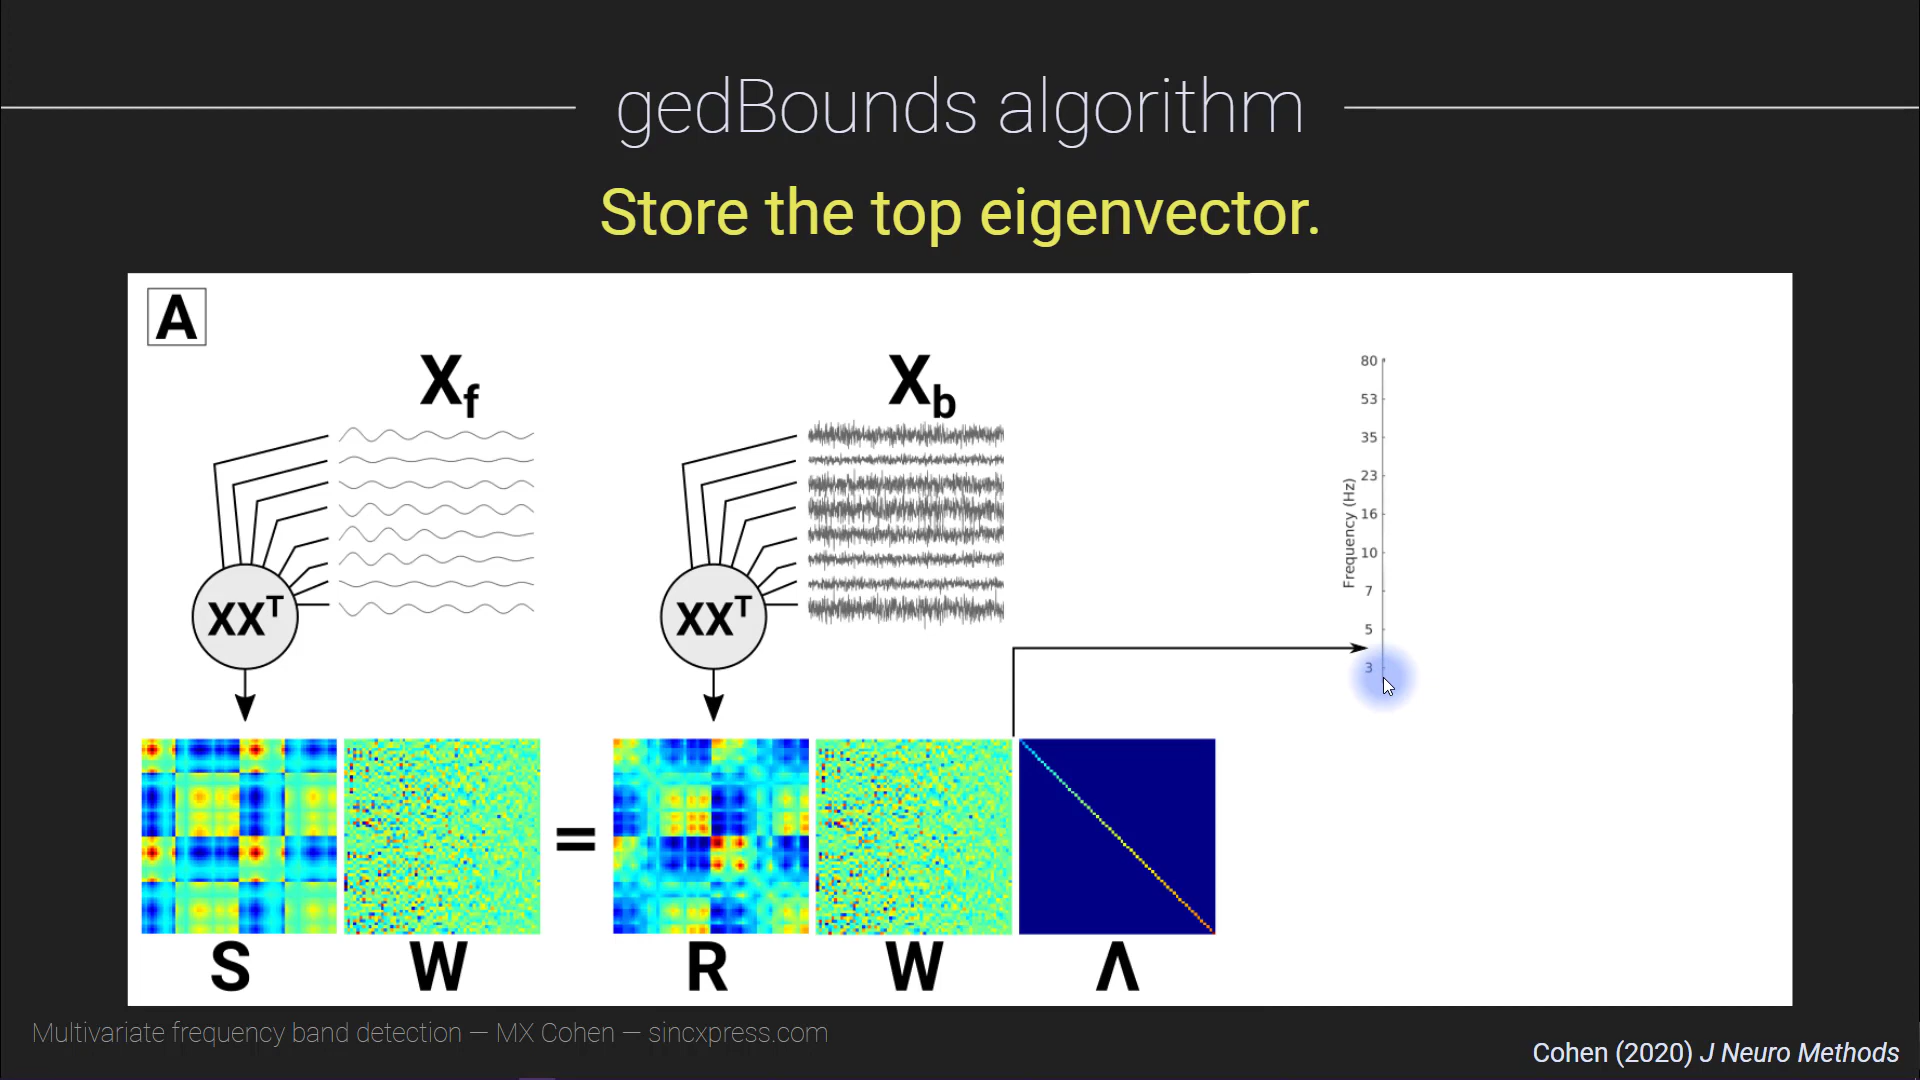 gedBounds algorithm
Store the top eigenvector.
A
X_f
X_b
XX^T
XX^T
80
53
35
23
16
10
7
5
3
Frequency (Hz)
=
S W R W Λ
Multivariate frequency band detection — MX Cohen — sincxpress.com
Cohen (2020) J Neuro Methods